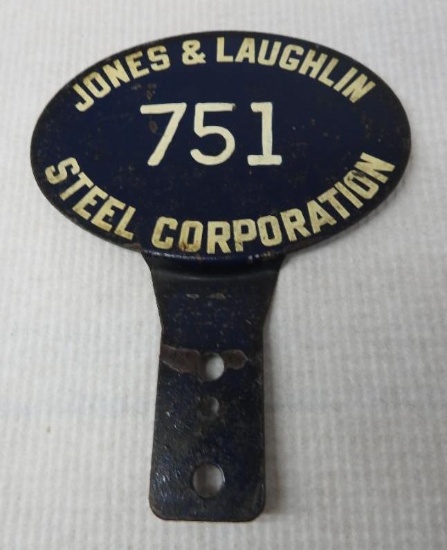 JONES & LAUGHLIN
751
STEEL CORPORATION